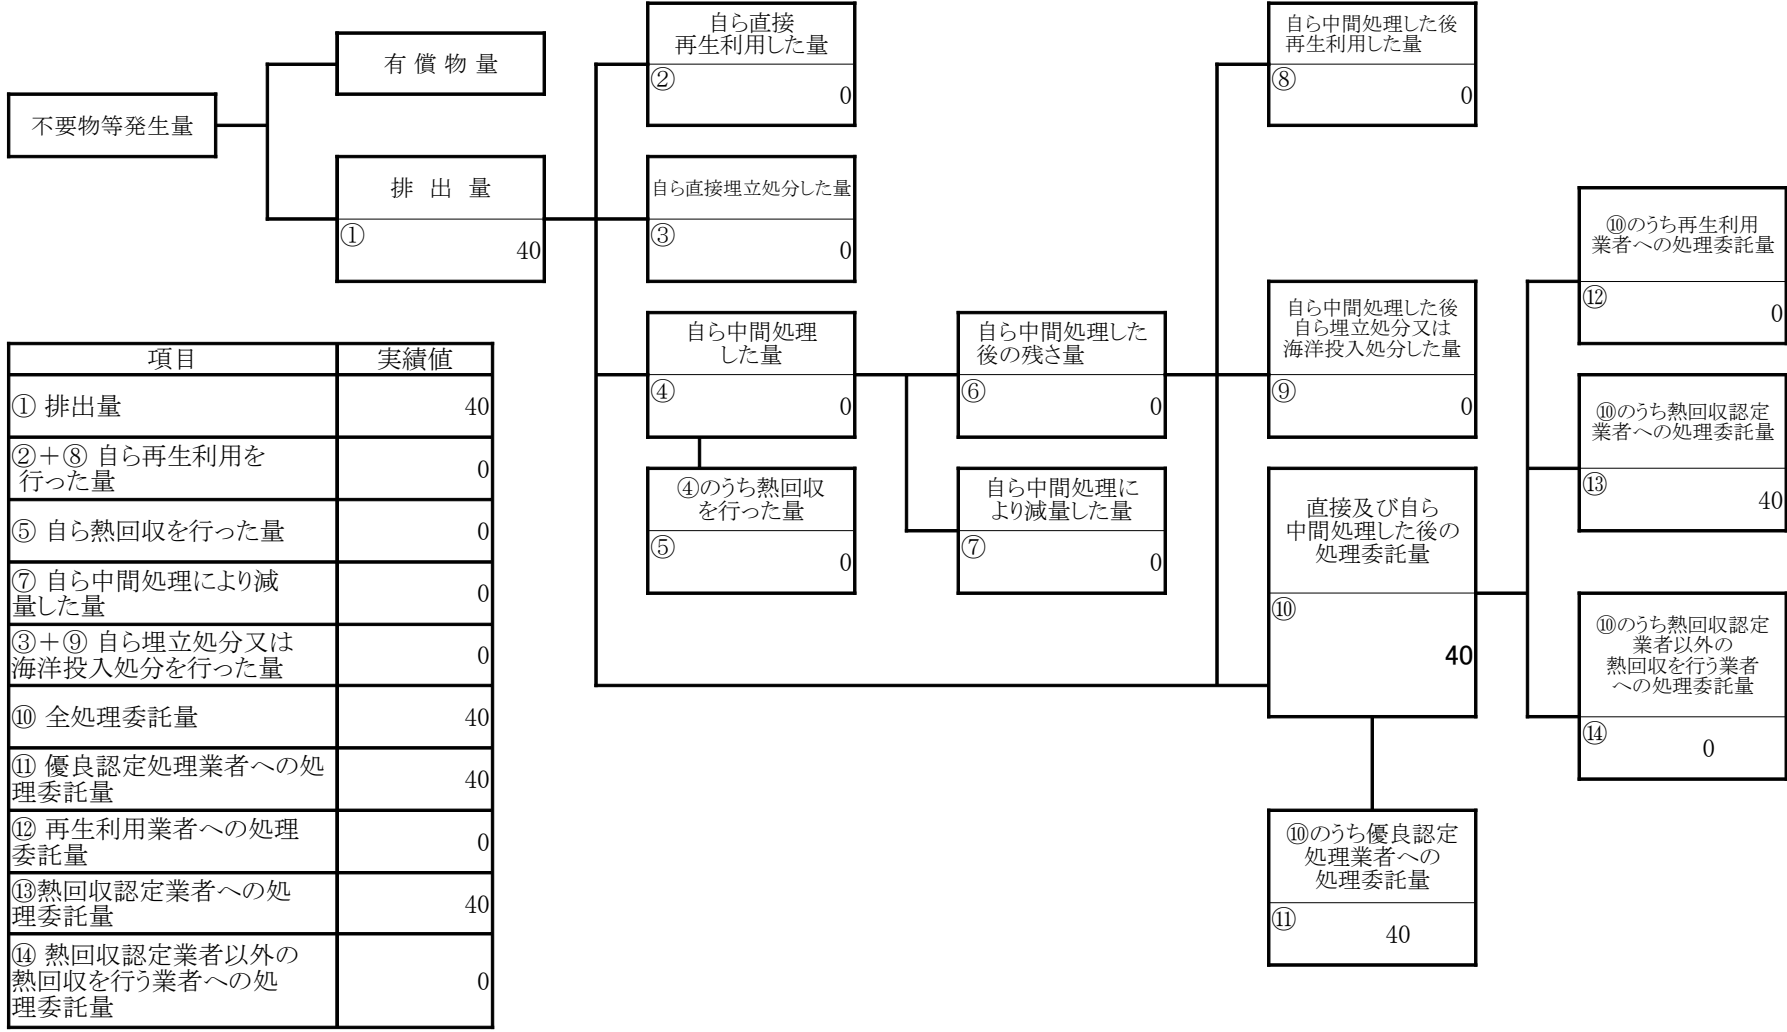 不要物等発生量
有 償 物 量
排 出 量
①
40
自ら直接
再生利用した量
②
0
自ら直接埋立処分した量
③
0
自ら中間処理
した量
④
0
④のうち熱回収
を行った量
⑤
0
自ら中間処理した
後の残さ量
⑥
0
自ら中間処理に
より減量した量
⑦
0
自ら中間処理した後
再生利用した量
⑧
0
自ら中間処理した後
自ら埋立処分又は
海洋投入処分した量
⑨
0
直接及び自ら
中間処理した後の
処理委託量
⑩
40
⑩のうち優良認定
処理業者への
処理委託量
⑪
40
⑩のうち再生利用
業者への処理委託量
⑫
0
⑩のうち熱回収認定
業者への処理委託量
⑬
40
⑩のうち熱回収認定
業者以外の
熱回収を行う業者
への処理委託量
⑭
0
項目 実績値
① 排出量 40
②+⑧ 自ら再生利用を
行った量 0
⑤ 自ら熱回収を行った量 0
⑦ 自ら中間処理により減
量した量 0
③+⑨ 自ら埋立処分又は
海洋投入処分を行った量 0
⑩ 全処理委託量 40
⑪ 優良認定処理業者への処
理委託量 40
⑫ 再生利用業者への処理
委託量 0
⑬熱回収認定業者への処
理委託量 40
⑭ 熱回収認定業者以外の
熱回収を行う業者への処
理委託量 0